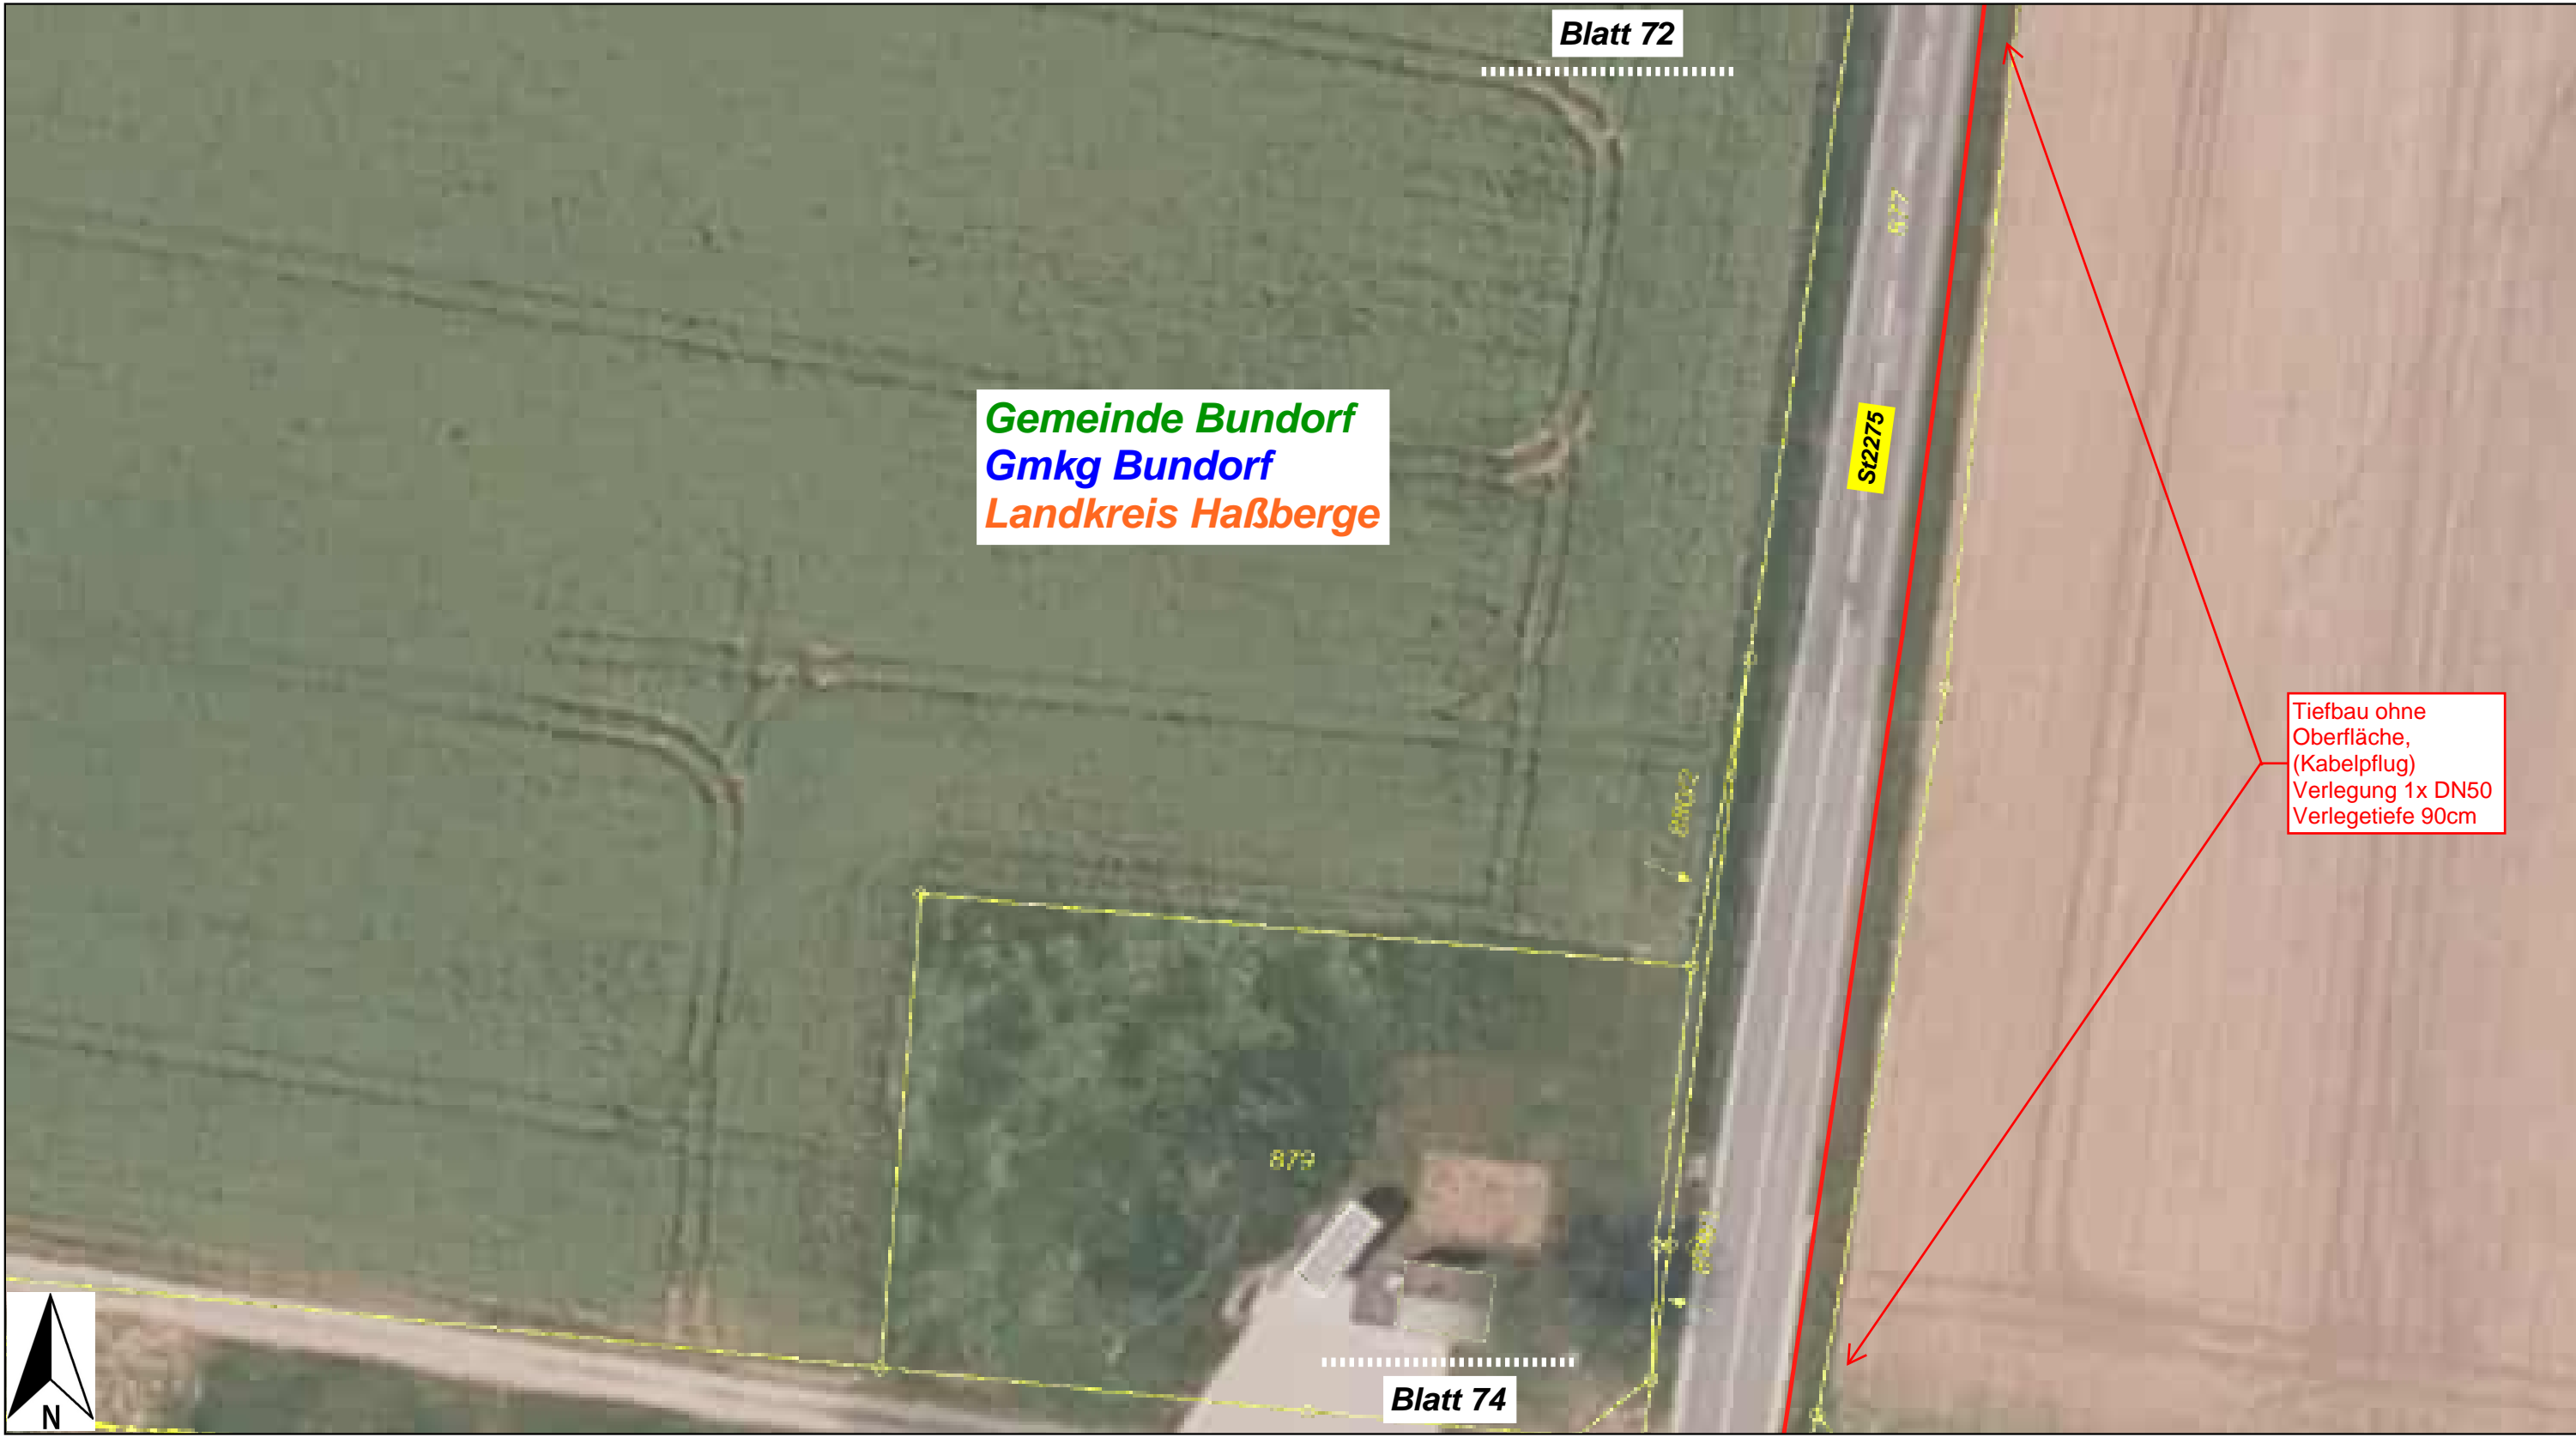 Blatt 72
Gemeinde Bundorf
Gmkg Bundorf
Landkreis Haßberge
St2275
Tiefbau ohne
Oberfläche,
(Kabelpflug)
Verlegung 1x DN50
Verlegetiefe 90cm
879
Blatt 74
N